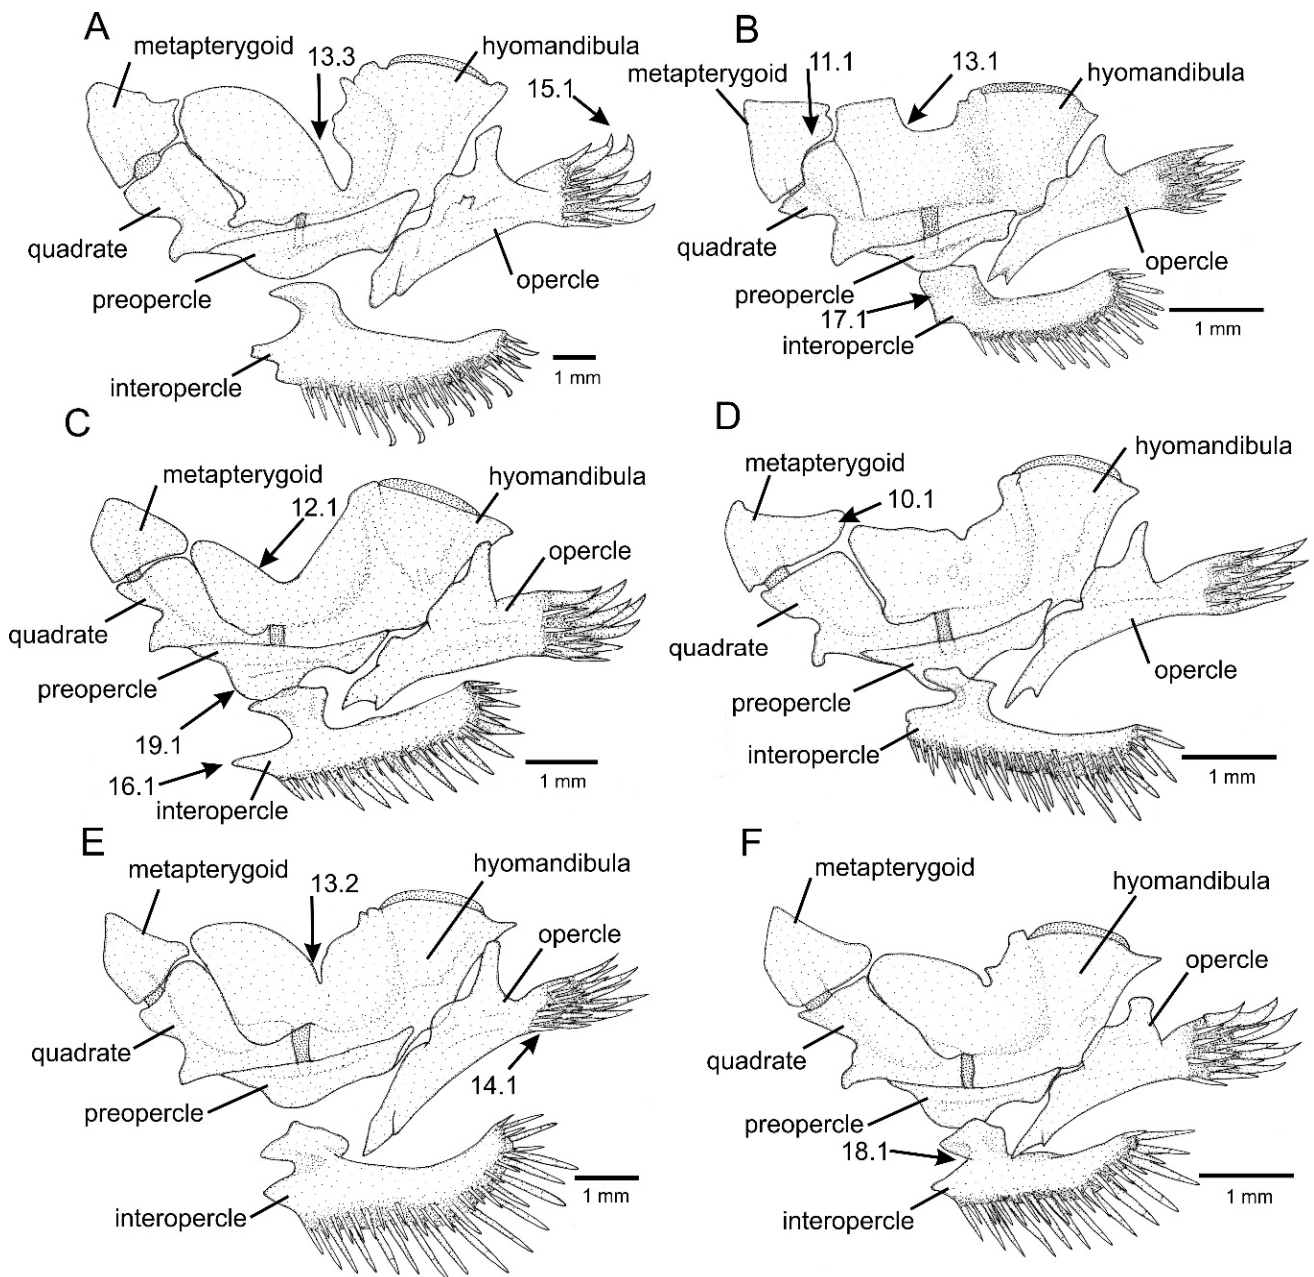 A
metapterygoid
13.3
hyomandibula
15.1
quadrate
preopercle
opercle
interopercle
1 mm
B
metapterygoid
11.1
13.1
hyomandibula
quadrate
preopercle
opercle
17.1
interopercle
1 mm
C
metapterygoid
12.1
hyomandibula
opercle
quadrate
preopercle
19.1
16.1
interopercle
1 mm
D
metapterygoid
10.1
hyomandibula
quadrate
preopercle
opercle
interopercle
1 mm
E
metapterygoid
13.2
hyomandibula
opercle
quadrate
14.1
preopercle
interopercle
1 mm
F
metapterygoid
hyomandibula
opercle
quadrate
preopercle
18.1
interopercle
1 mm